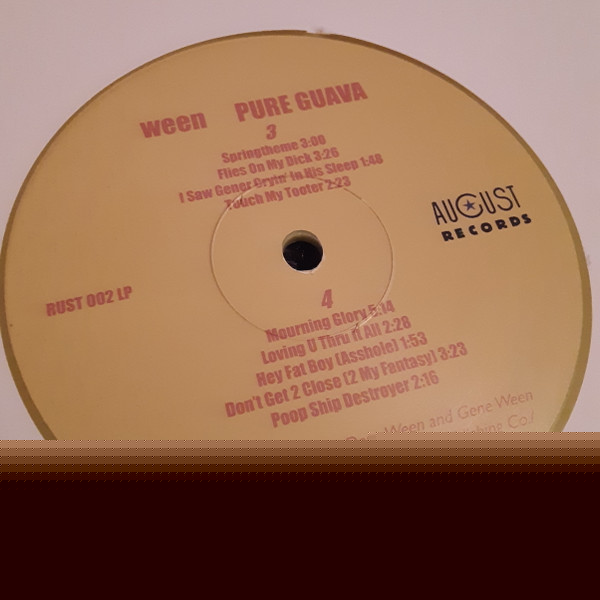 ween PURE GUAVA
3
Springtheme 3:00
Flies On My Dick 3:26
I Saw Gener Cryin' In His Sleep 1:48
Touch My Tooter 2:23
AUGUST
RECORDS
RUST 002 LP
4
Mourning Glory 5:14
Loving U Thru It All 2:28
Hey Fat Boy (Asshole) 1:53
Don't Get 2 Close (2 My Fantasy) 3:23
Poop Ship Destroyer 2:16
Ween and Gene Ween
Co./